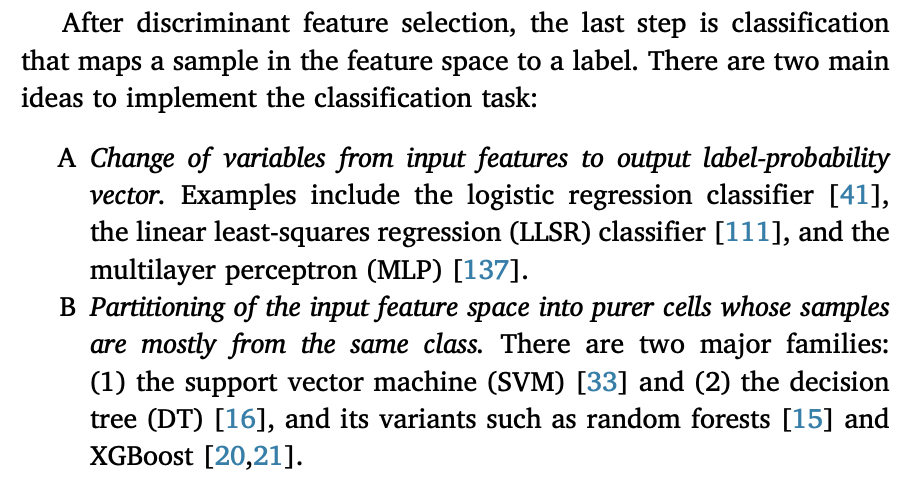 After discriminant feature selection, the last step is classification
that maps a sample in the feature space to a label. There are two main
ideas to implement the classification task:
A Change of variables from input features to output label-probability
vector. Examples include the logistic regression classifier [41],
the linear least-squares regression (LLSR) classifier [111], and the
multilayer perceptron (MLP) [137].
B Partitioning of the input feature space into purer cells whose samples
are mostly from the same class. There are two major families:
(1) the support vector machine (SVM) [33] and (2) the decision
tree (DT) [16], and its variants such as random forests [15] and
XGBoost [20,21].